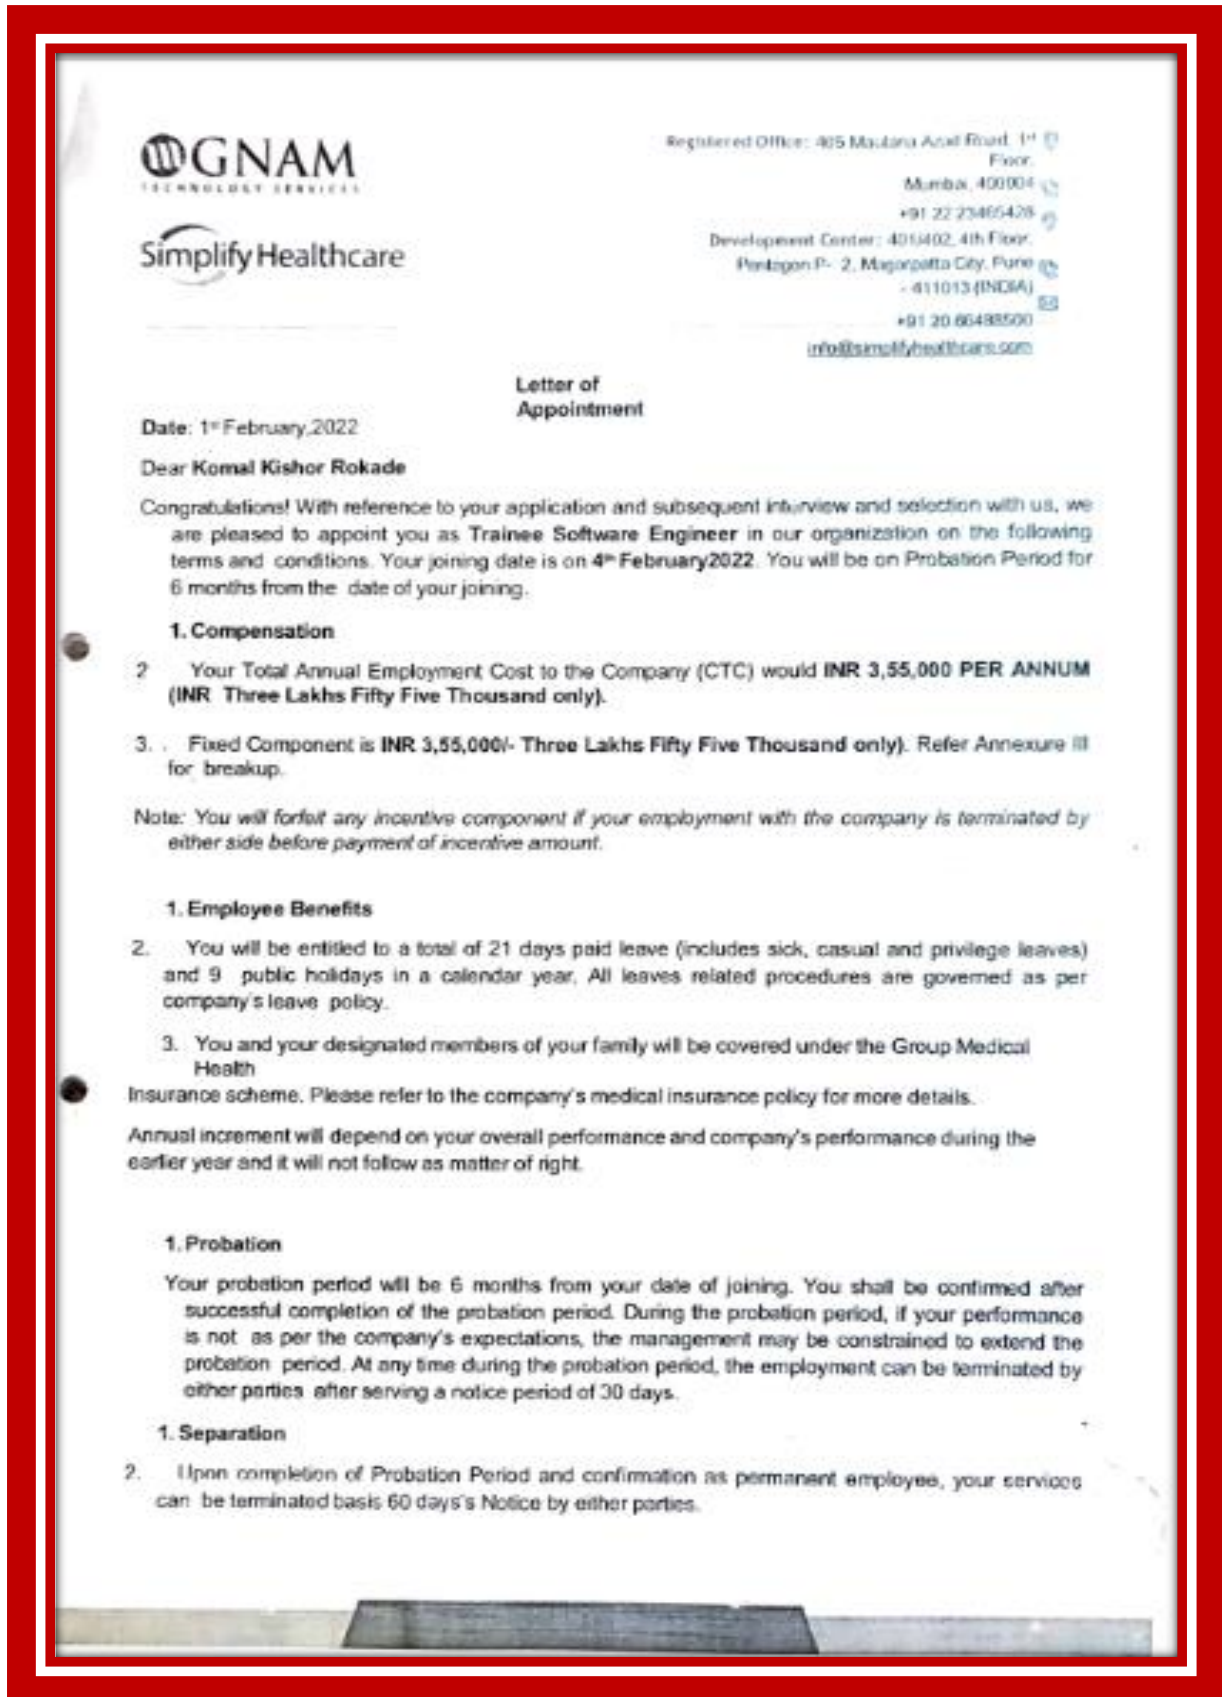 GNAM
TECHNOLOGY SERVICES
Simplify Healthcare
Registered Office: 405 Maulana Azad Road, 1st
Floor,
Mumbai, 400004
+91 22 23465428
Development Center: 401/402, 4th Floor,
Pentagon P- 2, Magarpatta City, Pune
- 411013 (INDIA)
+91 20 66488500
info@simplifyhealthcare.com
Letter of
Appointment
Date: 1st February,2022
Dear Komal Kishor Rokade
Congratulations! With reference to your application and subsequent interview and selection with us, we
are pleased to appoint you as Trainee Software Engineer in our organization on the following
terms and conditions. Your joining date is on 4th February2022. You will be on Probation Period for
6 months from the date of your joining.
1. Compensation
2 Your Total Annual Employment Cost to the Company (CTC) would INR 3,55,000 PER ANNUM
(INR Three Lakhs Fifty Five Thousand only).
3. . Fixed Component is INR 3,55,000/- Three Lakhs Fifty Five Thousand only). Refer Annexure III
for breakup.
Note: You will forfeit any incentive component if your employment with the company is terminated by
either side before payment of incentive amount.
1. Employee Benefits
2. You will be entitled to a total of 21 days paid leave (includes sick, casual and privilege leaves)
and 9 public holidays in a calendar year. All leaves related procedures are governed as per
company's leave policy.
3. You and your designated members of your family will be covered under the Group Medical
Health
Insurance scheme. Please refer to the company's medical insurance policy for more details.
Annual increment will depend on your overall performance and company's performance during the
earlier year and it will not follow as matter of right.
1. Probation
Your probation period will be 6 months from your date of joining. You shall be confirmed after
successful completion of the probation period. During the probation period, if your performance
is not as per the company's expectations, the management may be constrained to extend the
probation period. At any time during the probation period, the employment can be terminated by
either parties after serving a notice period of 30 days.
1. Separation
2. Upon completion of Probation Period and confirmation as permanent employee, your services
can be terminated basis 60 days's Notice by either parties.